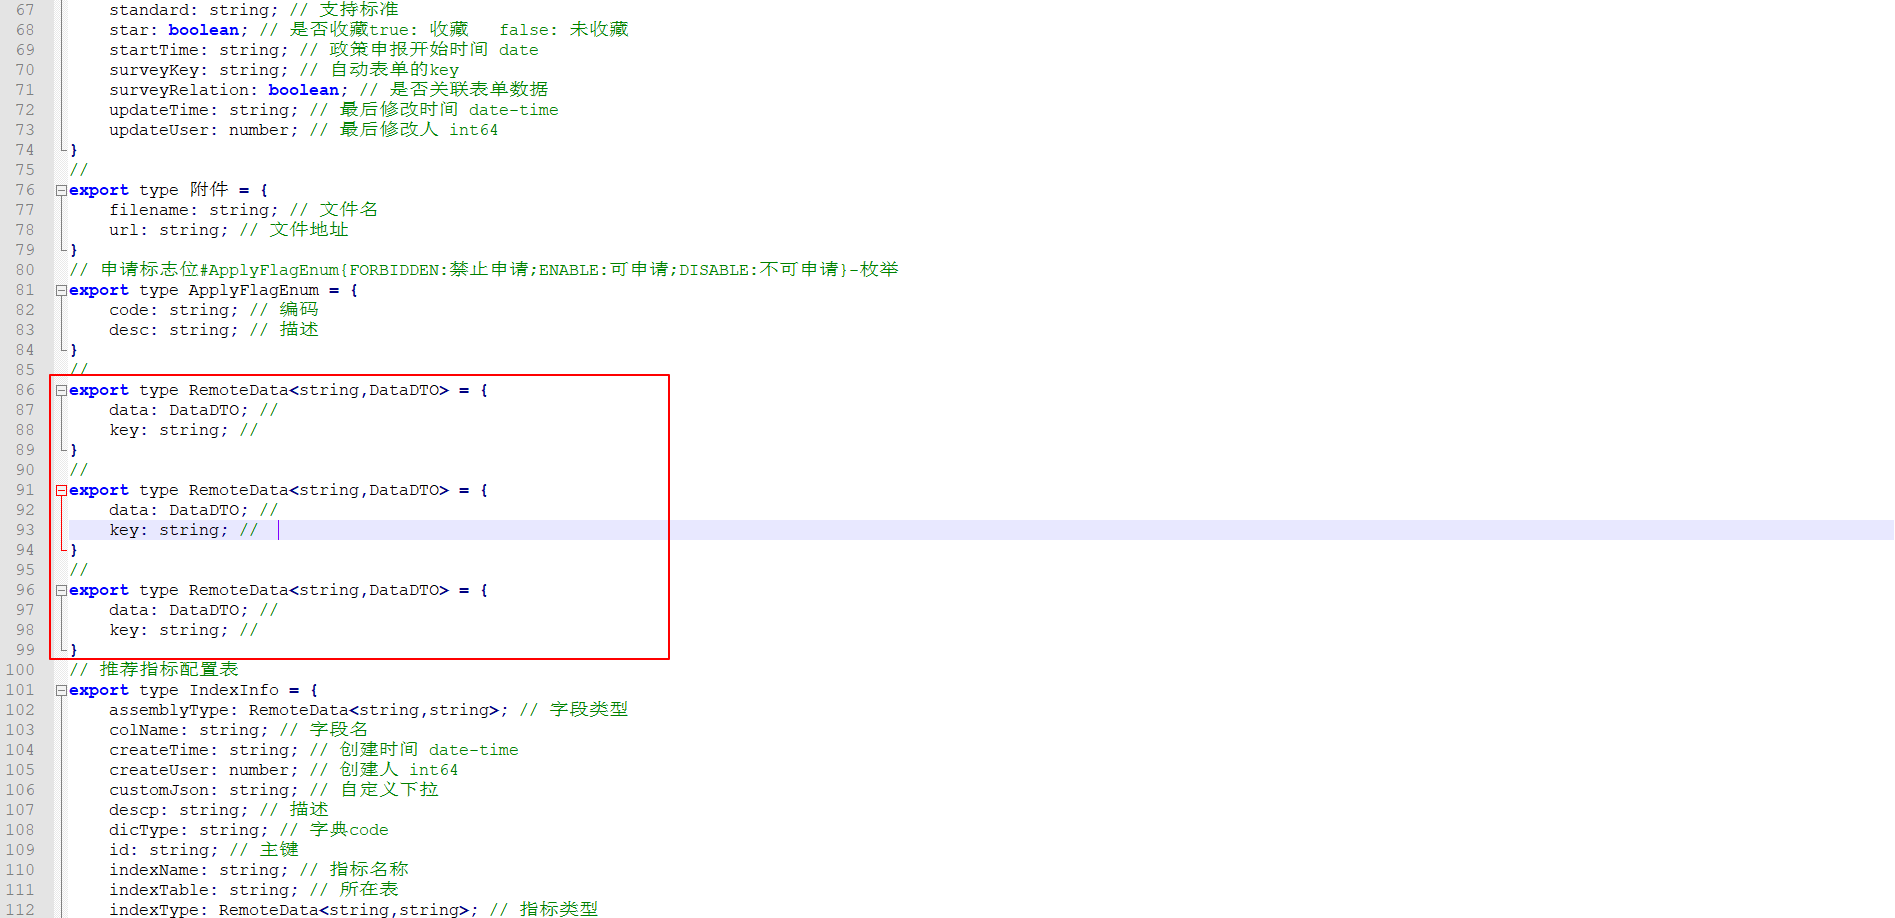 67 standard: string; // 支持标准
68 star: boolean; // 是否收藏true: 收藏 false: 未收藏
69 startTime: string; // 政策申报开始时间 date
70 surveyKey: string; // 自动表单的key
71 surveyRelation: boolean; // 是否关联表单数据
72 updateTime: string; // 最后修改时间 date-time
73 updateUser: number; // 最后修改人 int64
74 }
75 //
76 export type 附件 = {
77 filename: string; // 文件名
78 url: string; // 文件地址
79 }
80 // 申请标志位#ApplyFlagEnum{FORBIDDEN:禁止申请;ENABLE:可申请;DISABLE:不可申请}-枚举
81 export type ApplyFlagEnum = {
82 code: string; // 编码
83 desc: string; // 描述
84 }
85 //
86 export type RemoteData<string,DataDTO> = {
87 data: DataDTO; //
88 key: string; //
89 }
90 //
91 export type RemoteData<string,DataDTO> = {
92 data: DataDTO; //
93 key: string; //
94 }
95 //
96 export type RemoteData<string,DataDTO> = {
97 data: DataDTO; //
98 key: string; //
99 }
100 // 推荐指标配置表
101 export type IndexInfo = {
102 assemblyType: RemoteData<string,string>; // 字段类型
103 colName: string; // 字段名
104 createTime: string; // 创建时间 date-time
105 createUser: number; // 创建人 int64
106 customJson: string; // 自定义下拉
107 descp: string; // 描述
108 dicType: string; // 字典code
109 id: string; // 主键
110 indexName: string; // 指标名称
111 indexTable: string; // 所在表
112 indexType: RemoteData<string,string>; // 指标类型